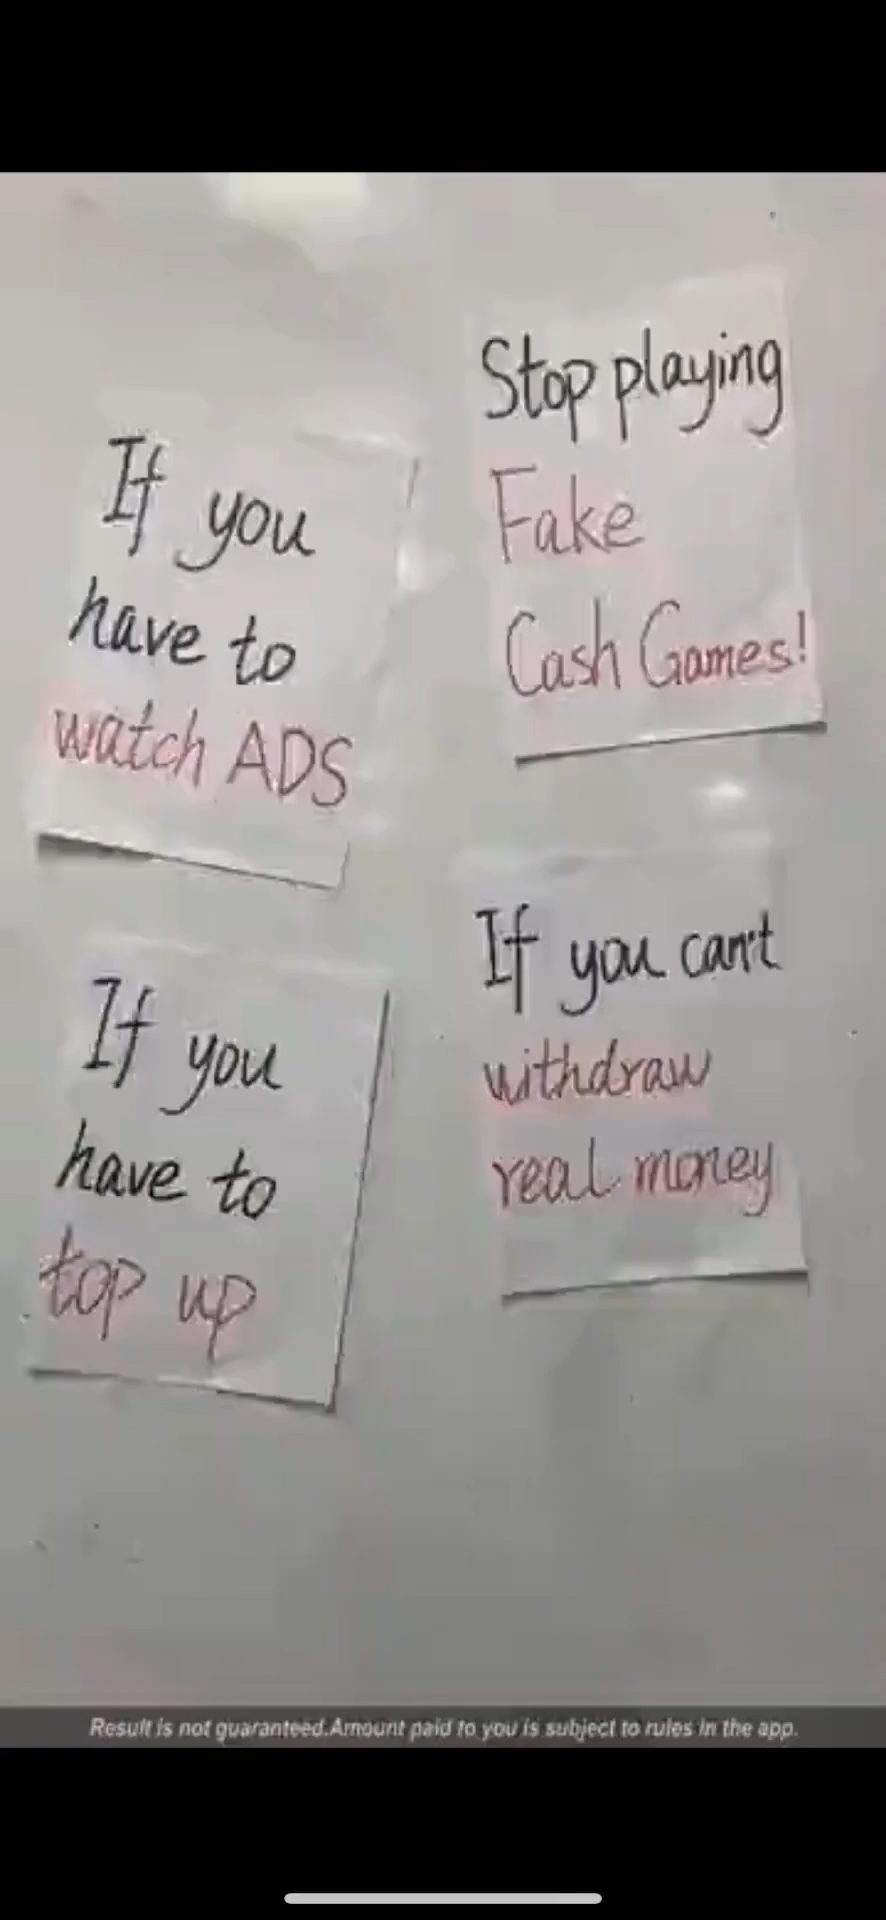 Stop playing
Fake
Cash Games!
If you
have to
watch ADS
If you
have to
top up
If you can't
withdraw
real money
Result is not guaranteed.Amount paid to you is subject to rules in the app.